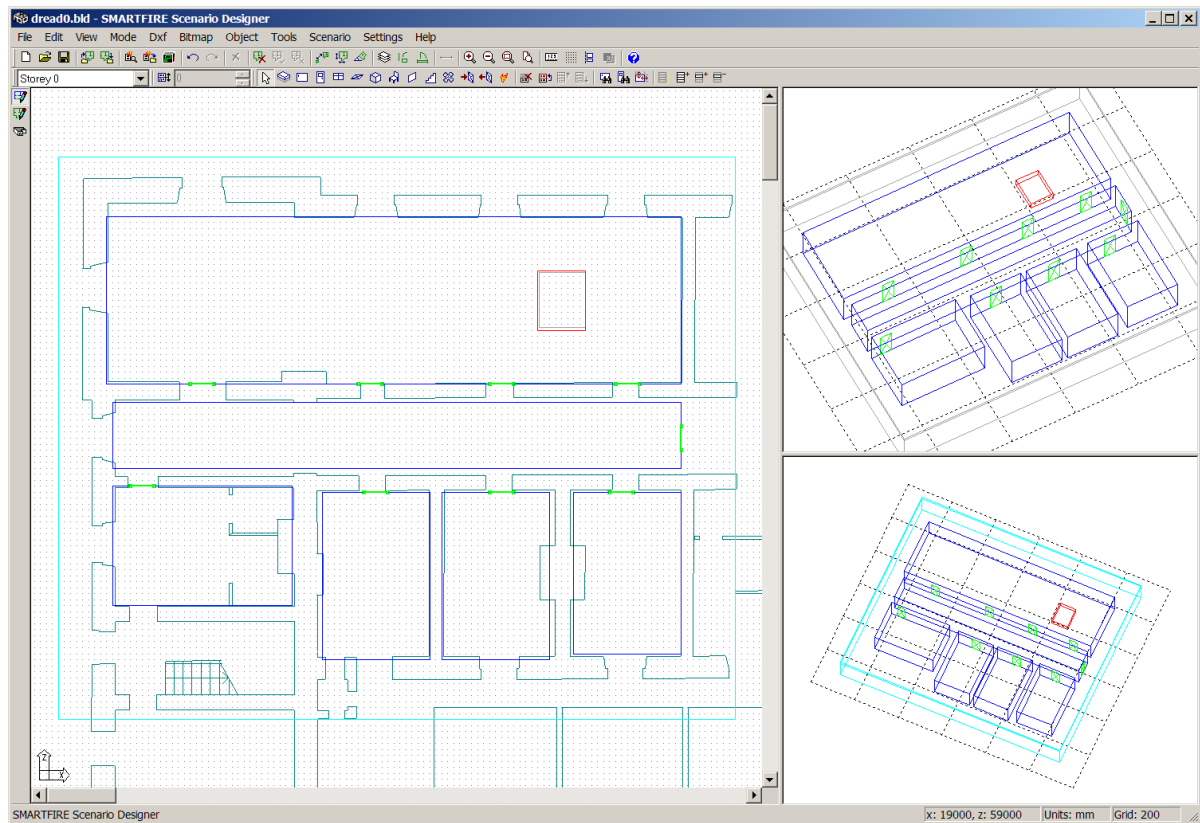 dread0.bld - SMARTFIRE Scenario Designer
File Edit View Mode Dxf Bitmap Object Tools Scenario Settings Help
Storey 0 0
Z
X
SMARTFIRE Scenario Designer x: 19000, z: 59000 Units: mm Grid: 200